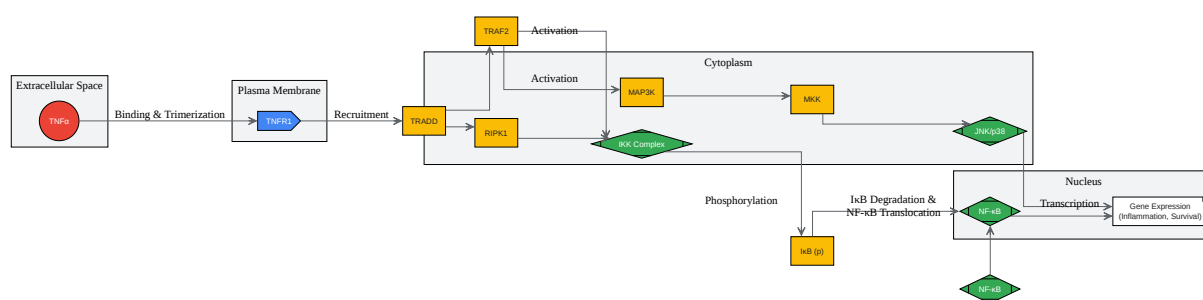 TRAF2
Activation
Cytoplasm
Extracellular Space
TNFα
Binding & Trimerization
Plasma Membrane
TNFR1
Recruitment
TRADD
RIPK1
Activation
MAP3K
MKK
IKK Complex
JNK/p38
Phosphorylation
IκB (p)
IκB Degradation &
NF-κB Translocation
Nucleus
NF-κB
Transcription
Gene Expression
(Inflammation, Survival)
NF-κB